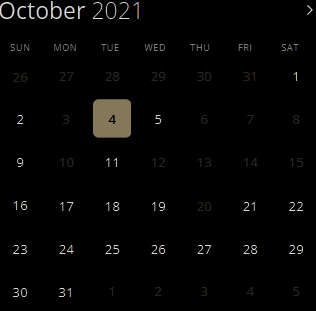 October 2021
SUN MON TUE WED THU FRI SAT
26 27 28 29 30 31 1
2 3 4 5 6 7 8
9 10 11 12 13 14 15
16 17 18 19 20 21 22
23 24 25 26 27 28 29
30 31 1 2 3 4 5